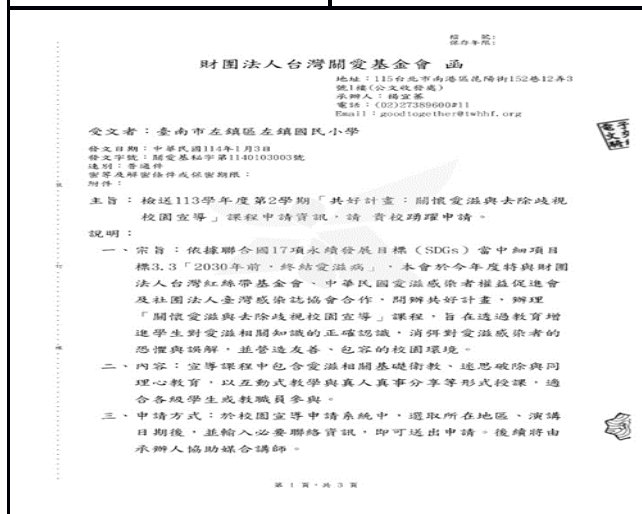 檔　　號：
保存年限：
財團法人台灣關愛基金會　函
地址：115台北市南港區昆陽街152巷12弄3
號1樓(公文收發處)
承辦人：楊宜蓁
電話：(02)27389600#11
Email：goodtogether@twhhf.org
受文者：臺南市左鎮區左鎮國民小學
發文日期：中華民國114年1月3日
發文字號：關愛基秘字第1140103003號
速別：普通件
密等及解密條件或保密期限：
附件：
主旨：檢送113學年度第2學期「共好計畫：關懷愛滋與去除歧視
校園宣導」課程申請資訊，請 貴校踴躍申請。
說明：
一、宗旨：依據聯合國17項永續發展目標（SDGs）當中細項目
標3.3「2030年前，終結愛滋病」，本會於今年度特與財團
法人台灣紅絲帶基金會、中華民國愛滋感染者權益促進會
及社團法人臺灣感染誌協會合作，開辦共好計畫，辦理
「關懷愛滋與去除歧視校園宣導」課程，旨在透過教育增
進學生對愛滋相關知識的正確認識，消弭對愛滋感染者的
恐懼與誤解，並營造友善、包容的校園環境。
二、內容：宣導課程中包含愛滋相關基礎衛教、迷思破除與同
理心教育，以互動式教學與真人真事分享等形式授課，適
合各級學生或教職員參與。
三、申請方式：於校園宣導申請系統中，選取所在地區、演講
日期後，並輸入必要聯絡資訊，即可送出申請。後續將由
承辦人協助媒合講師。
第 1 頁，共 3 頁